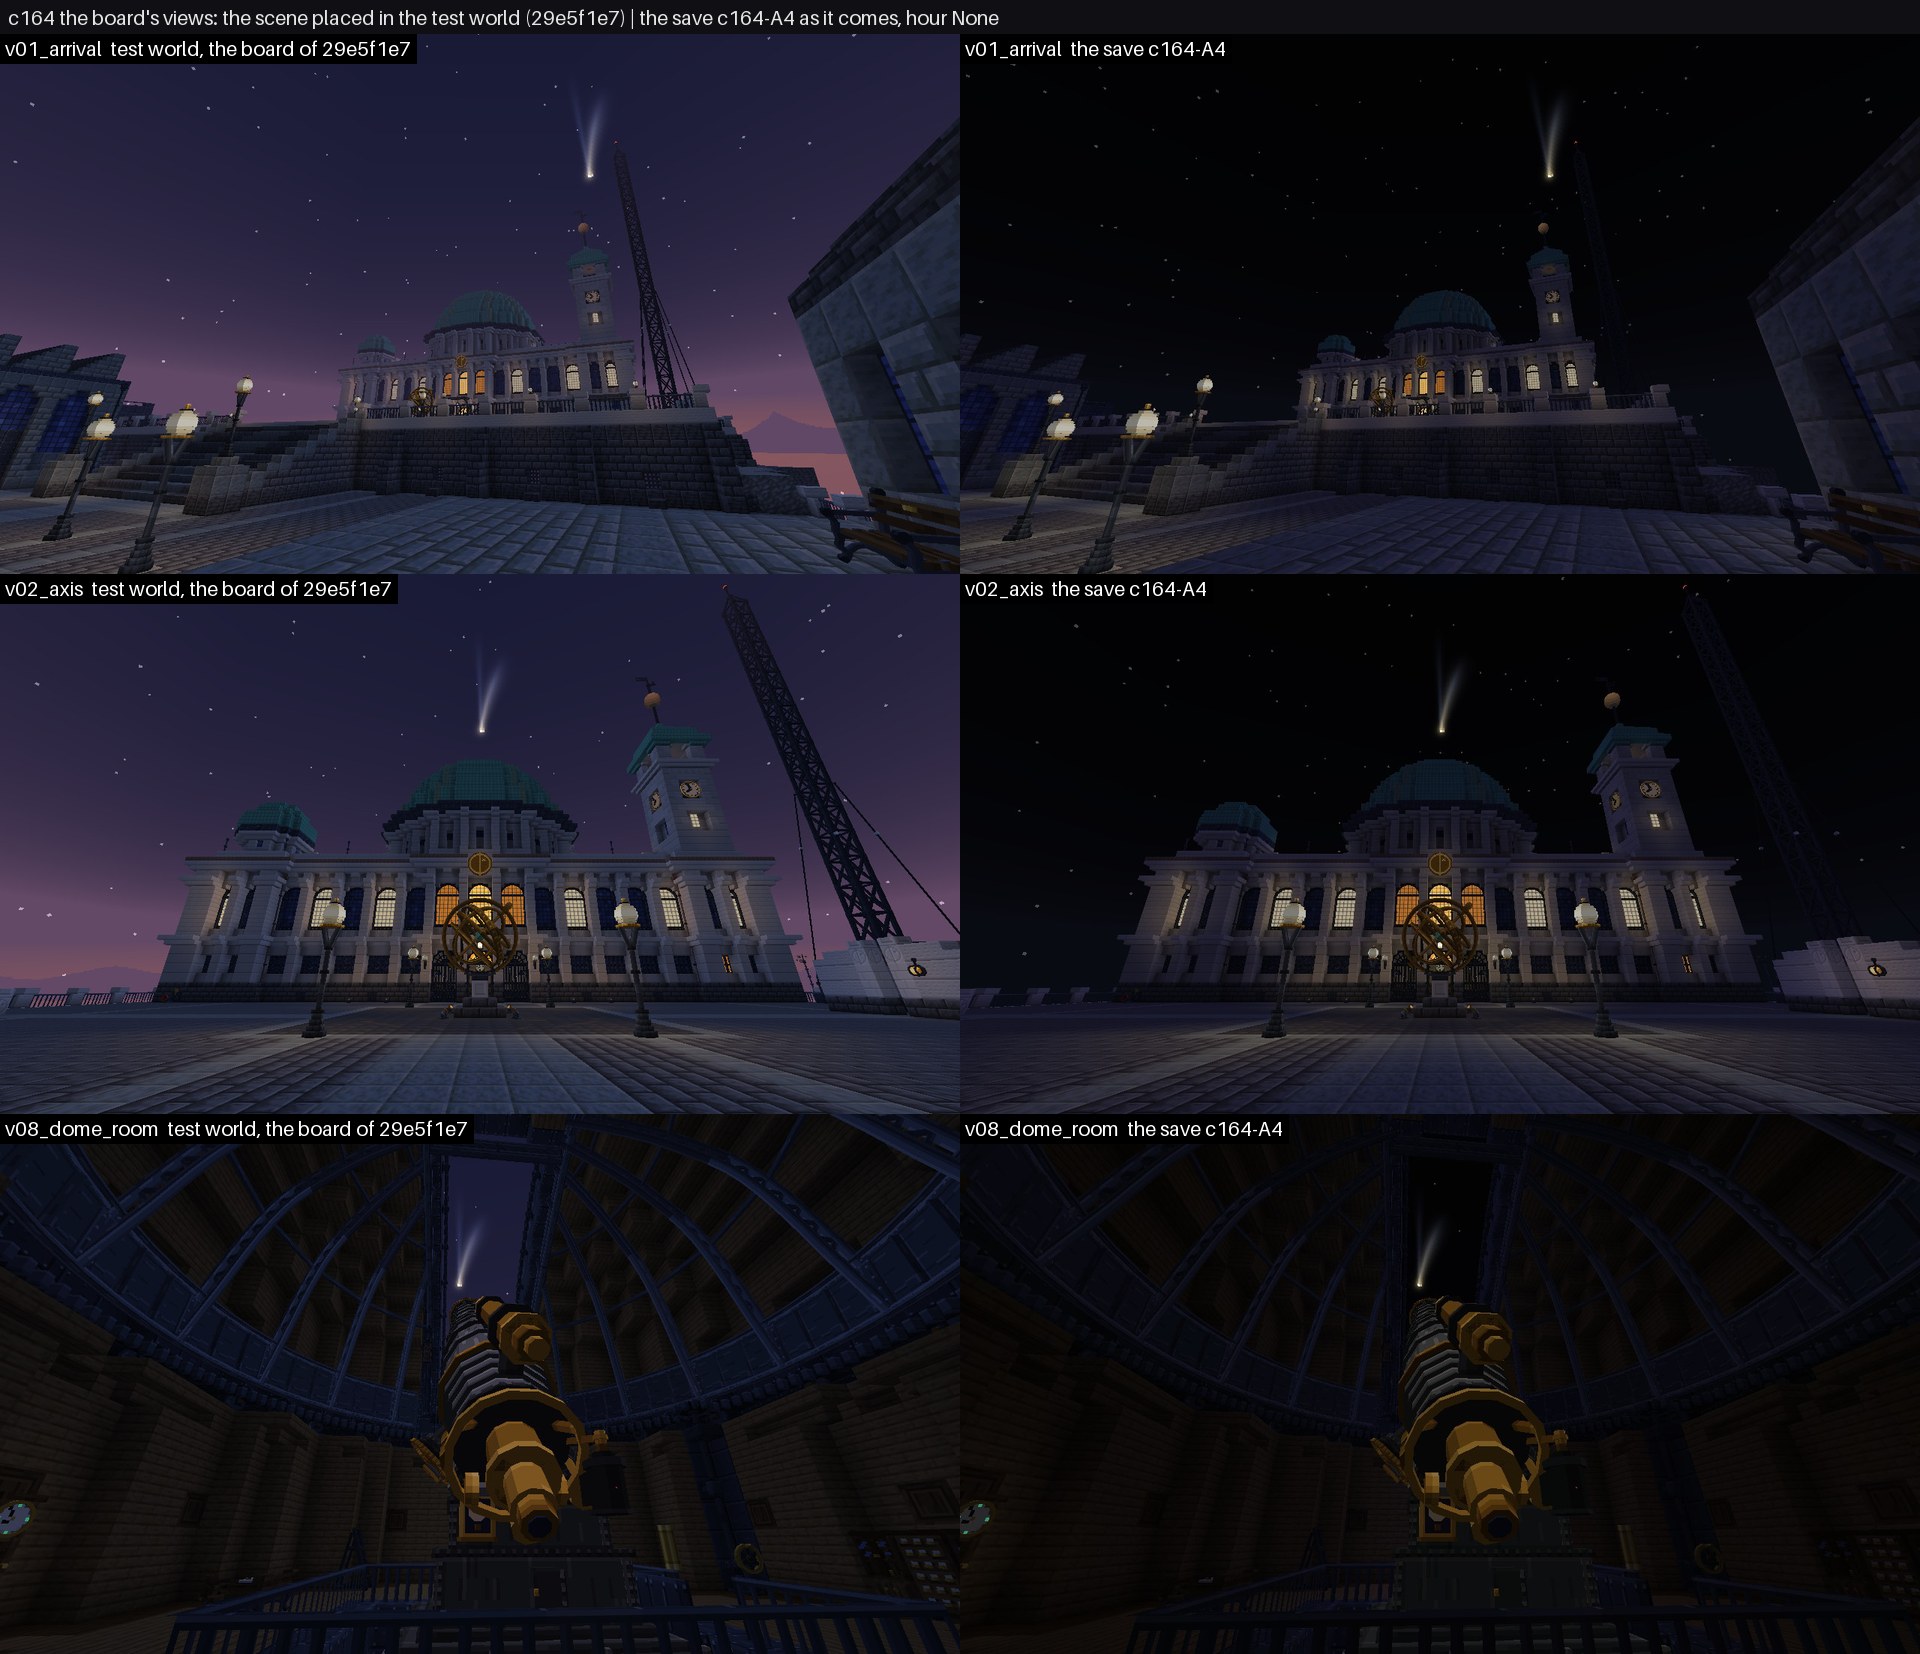 c164 the board's views: the scene placed in the test world (29e5f1e7) | the save c164-A4 as it comes, hour None
v01_arrival  test world, the board of 29e5f1e7
v01_arrival  the save c164-A4
v02_axis  test world, the board of 29e5f1e7
v02_axis  the save c164-A4
v08_dome_room  test world, the board of 29e5f1e7
v08_dome_room  the save c164-A4